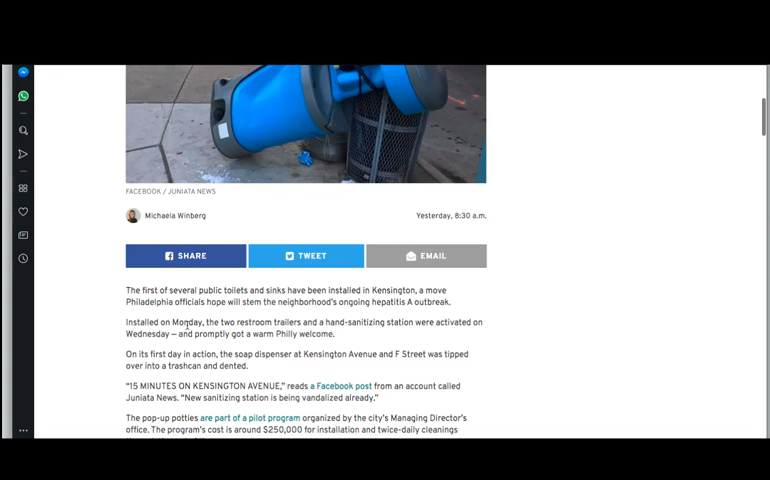 FACEBOOK / JUNIATA NEWS
Michaela Winberg
Yesterday, 8:30 a.m.
SHARE
TWEET
EMAIL
The first of several public toilets and sinks have been installed in Kensington, a move
Philadelphia officials hope will stem the neighborhood's ongoing hepatitis A outbreak.
Installed on Monday, the two restroom trailers and a hand-sanitizing station were activated on
Wednesday — and promptly got a warm Philly welcome.
On its first day in action, the soap dispenser at Kensington Avenue and F Street was tipped
over into a trashcan and dented.
"15 MINUTES ON KENSINGTON AVENUE," reads a Facebook post from an account called
Juniata News. "New sanitizing station is being vandalized already."
The pop-up potties are part of a pilot program organized by the city's Managing Director's
office. The program's cost is around $250,000 for installation and twice-daily cleanings